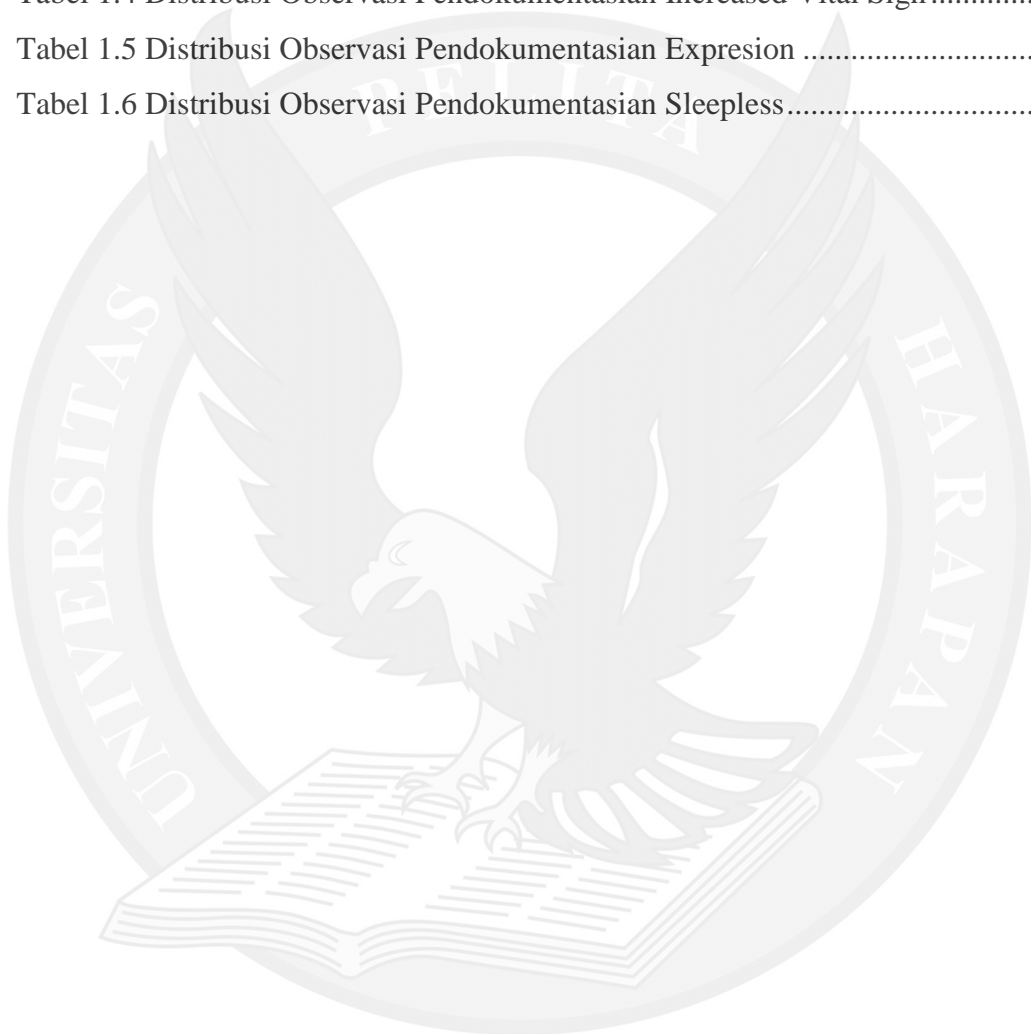 Tabel 1.4 Distribusi Observasi Pendokumentasian Increased Vital Sign.............
Tabel 1.5 Distribusi Observasi Pendokumentasian Expresion ............................
Tabel 1.6 Distribusi Observasi Pendokumentasian Sleepless..............................
UNIVERSITAS PELITA HARAPAN